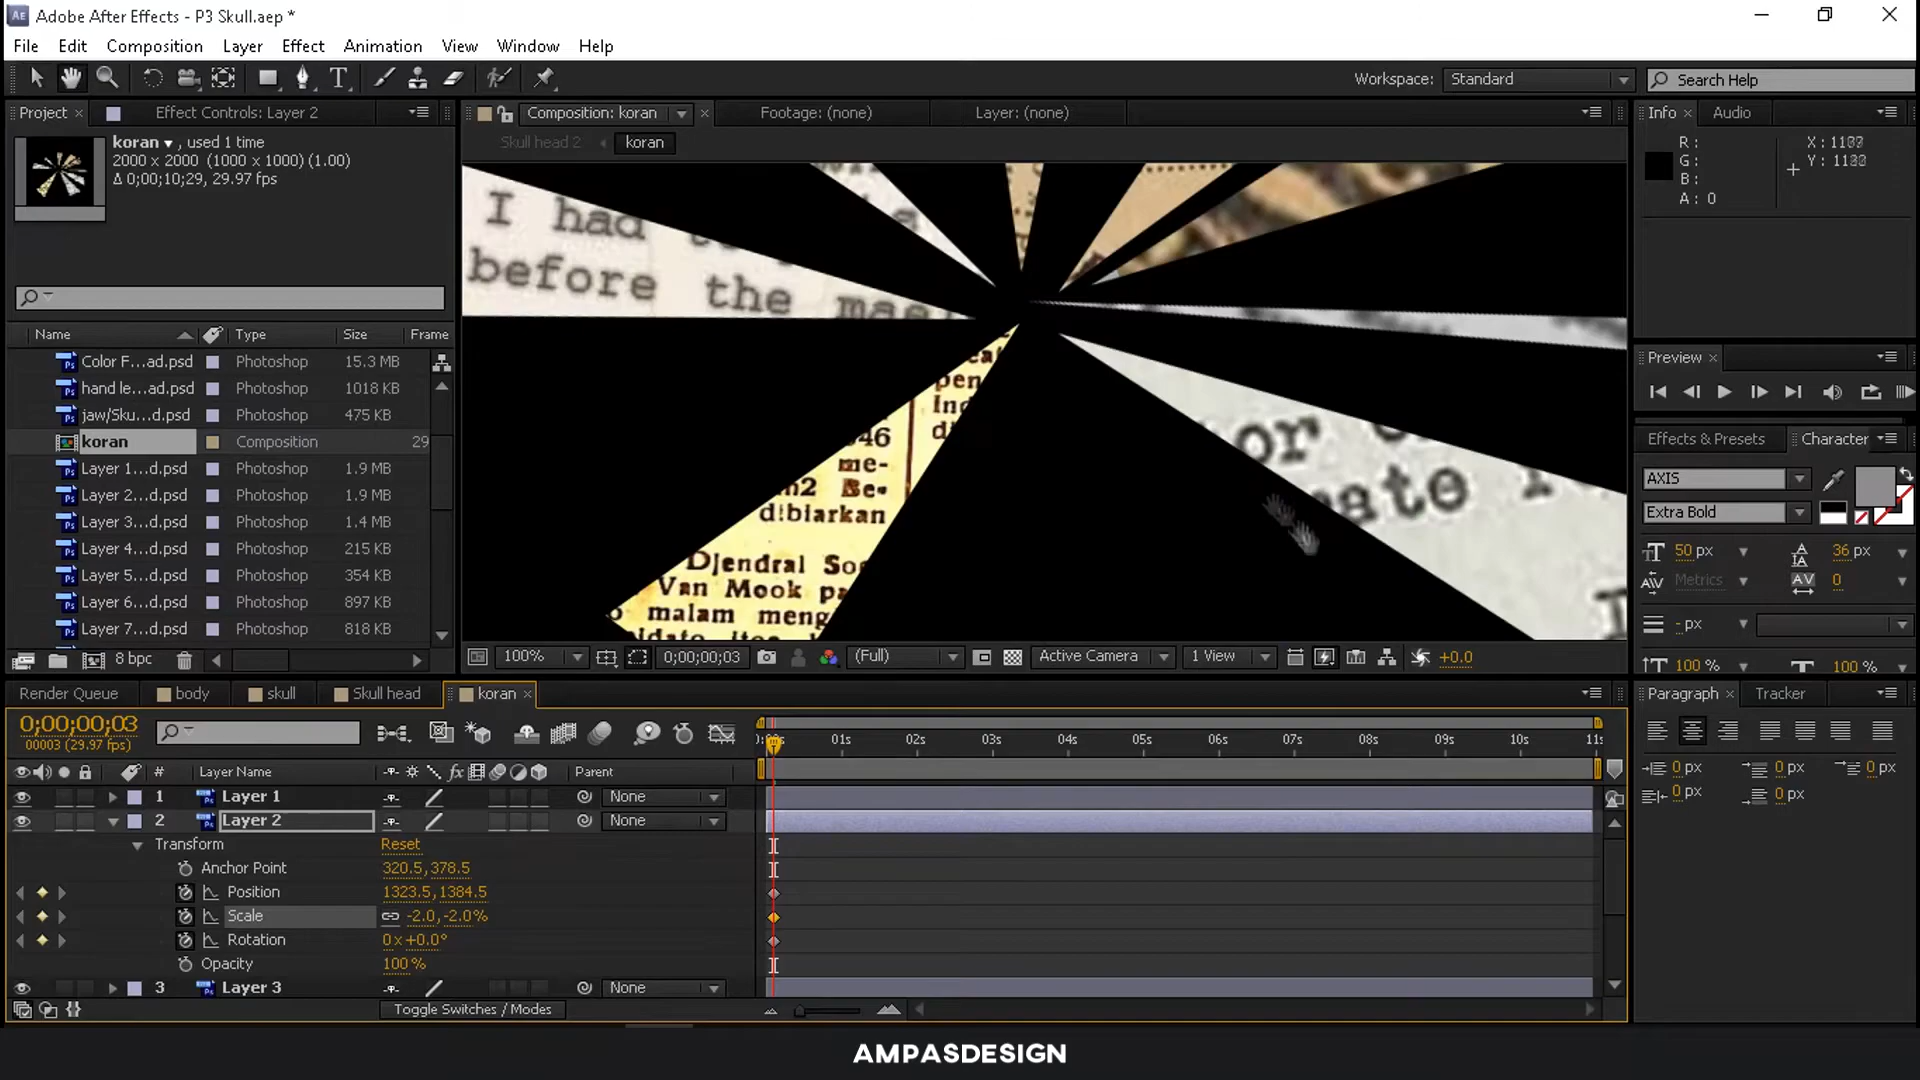 Adobe After Effects - P3 Skull.aep *
File Edit Composition Layer Effect Animation View Window Help
Workspace: Standard Search Help
Project Effect Controls: Layer 2
koran , used 1 time
2000 x 2000 (1000 x 1000) (1.00)
Δ 0;00;10;29, 29.97 fps
Name Type Size Frame
Color F...ad.psd Photoshop 15.3 MB
hand le...ad.psd Photoshop 1018 KB
jaw/Sku...d.psd Photoshop 475 KB
koran Composition 29
Layer 1...d.psd Photoshop 1.9 MB
Layer 2...d.psd Photoshop 1.9 MB
Layer 3...d.psd Photoshop 1.4 MB
Layer 4...d.psd Photoshop 215 KB
Layer 5...d.psd Photoshop 354 KB
Layer 6...d.psd Photoshop 897 KB
Layer 7...d.psd Photoshop 818 KB
8 bpc
Composition: koran Footage: (none) Layer: (none)
Skull head 2 koran
I had
before the
pen
me-
Be-
dibiarkan
Djendral
Van Mook
malam
100% 0;00;00;03 (Full) Active Camera 1 View +0.0
Info Audio
R: X : 1100
G: Y : 1100
B:
A: 0
Preview
Effects & Presets Character
AXIS
Extra Bold
50 px 36 px
Metrics 0
- px
100 % 100 %
Render Queue body skull Skull head koran
0;00;00;03
00003 (29.97 fps)
01s 02s 03s 04s 05s 06s 07s 08s 09s 10s 11s
# Layer Name Parent
1 Layer 1 None
2 Layer 2 None
Transform Reset
Anchor Point 320.5,378.5
Position 1323.5,1384.5
Scale -2.0,-2.0%
Rotation 0x+0.0°
Opacity 100%
3 Layer 3 None
Toggle Switches / Modes
Paragraph Tracker
0 px 0 px 0 px
0 px 0 px
AMPASDESIGN